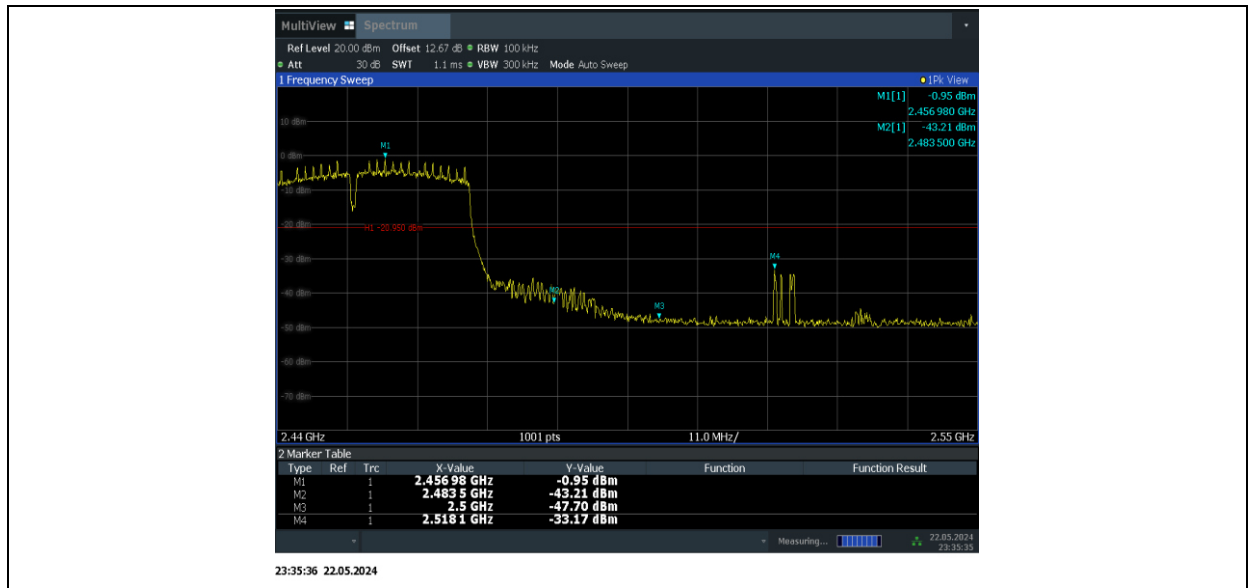 MultiView Spectrum
Ref Level 20.00 dBm Offset 12.67 dB RBW 100 kHz
Att 30 dB SWT 1.1 ms VBW 300 kHz Mode Auto Sweep
1 Frequency Sweep 1Pk View
M1[1] -0.95 dBm
2.456 980 GHz
M2[1] -43.21 dBm
2.483 500 GHz
10 dBm
M1
0 dBm
-10 dBm
-20 dBm
H1 -20.950 dBm
M4
-30 dBm
-40 dBm
M2
M3
-50 dBm
-60 dBm
-70 dBm
2.44 GHz 1001 pts 11.0 MHz/ 2.55 GHz
2 Marker Table
Type Ref Trc X-Value Y-Value Function Function Result
M1 1 2.456 98 GHz -0.95 dBm
M2 1 2.483 5 GHz -43.21 dBm
M3 1 2.5 GHz -47.70 dBm
M4 1 2.518 1 GHz -33.17 dBm
Measuring... 22.05.2024
23:35:35
23:35:36 22.05.2024